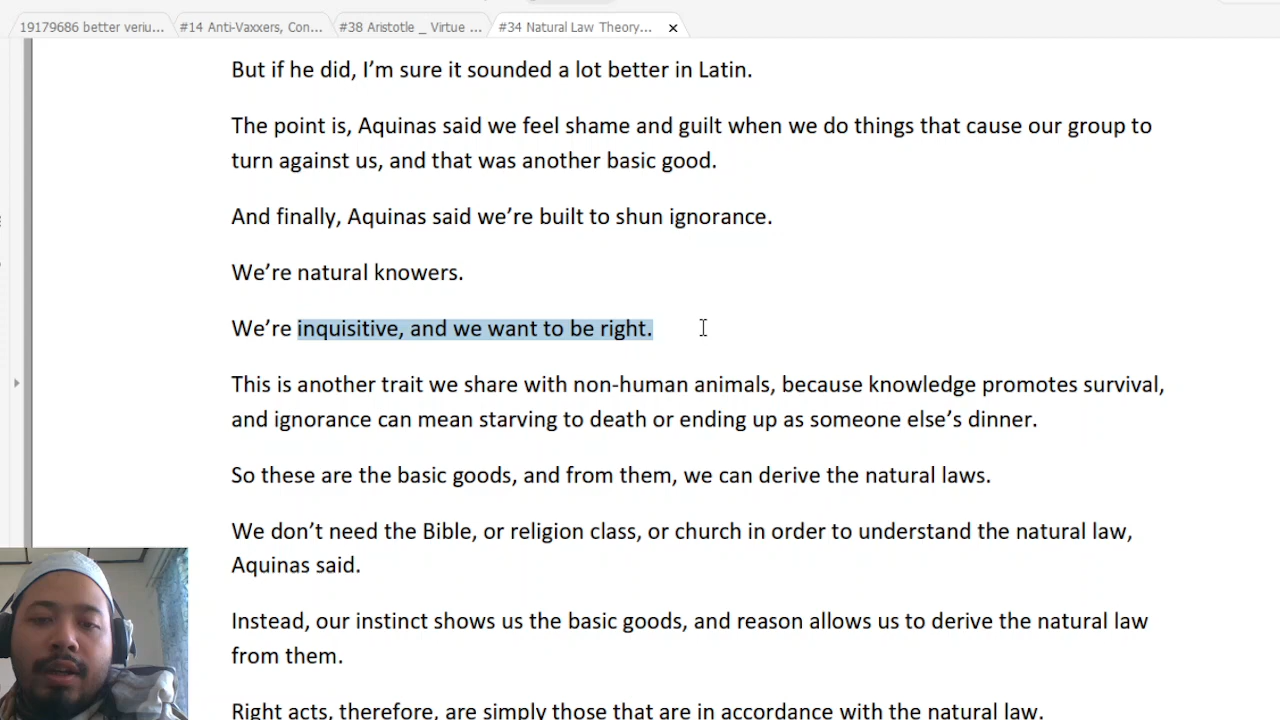 19179686 better veriu...
#14 Anti-Vaxxers, Con...
#38 Aristotle _ Virtue ...
#34 Natural Law Theory...
But if he did, I’m sure it sounded a lot better in Latin.
The point is, Aquinas said we feel shame and guilt when we do things that cause our group to
turn against us, and that was another basic good.
And finally, Aquinas said we’re built to shun ignorance.
We’re natural knowers.
We’re inquisitive, and we want to be right.
This is another trait we share with non-human animals, because knowledge promotes survival,
and ignorance can mean starving to death or ending up as someone else’s dinner.
So these are the basic goods, and from them, we can derive the natural laws.
We don’t need the Bible, or religion class, or church in order to understand the natural law,
Aquinas said.
Instead, our instinct shows us the basic goods, and reason allows us to derive the natural law
from them.
Right acts, therefore, are simply those that are in accordance with the natural law.